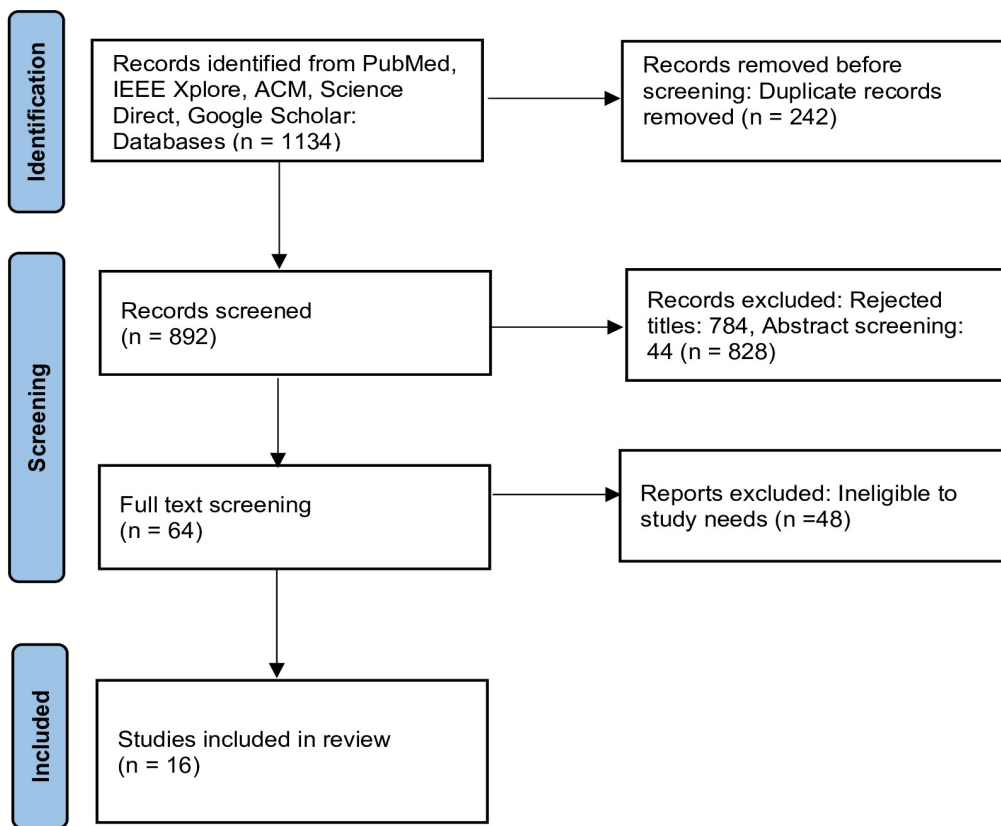 Identification
Records identified from PubMed,
IEEE Xplore, ACM, Science
Direct, Google Scholar:
Databases (n = 1134)
Records removed before
screening: Duplicate records
removed (n = 242)
Screening
Records screened
(n = 892)
Records excluded: Rejected
titles: 784, Abstract screening:
44 (n = 828)
Full text screening
(n = 64)
Reports excluded: Ineligible to
study needs (n =48)
Included
Studies included in review
(n = 16)